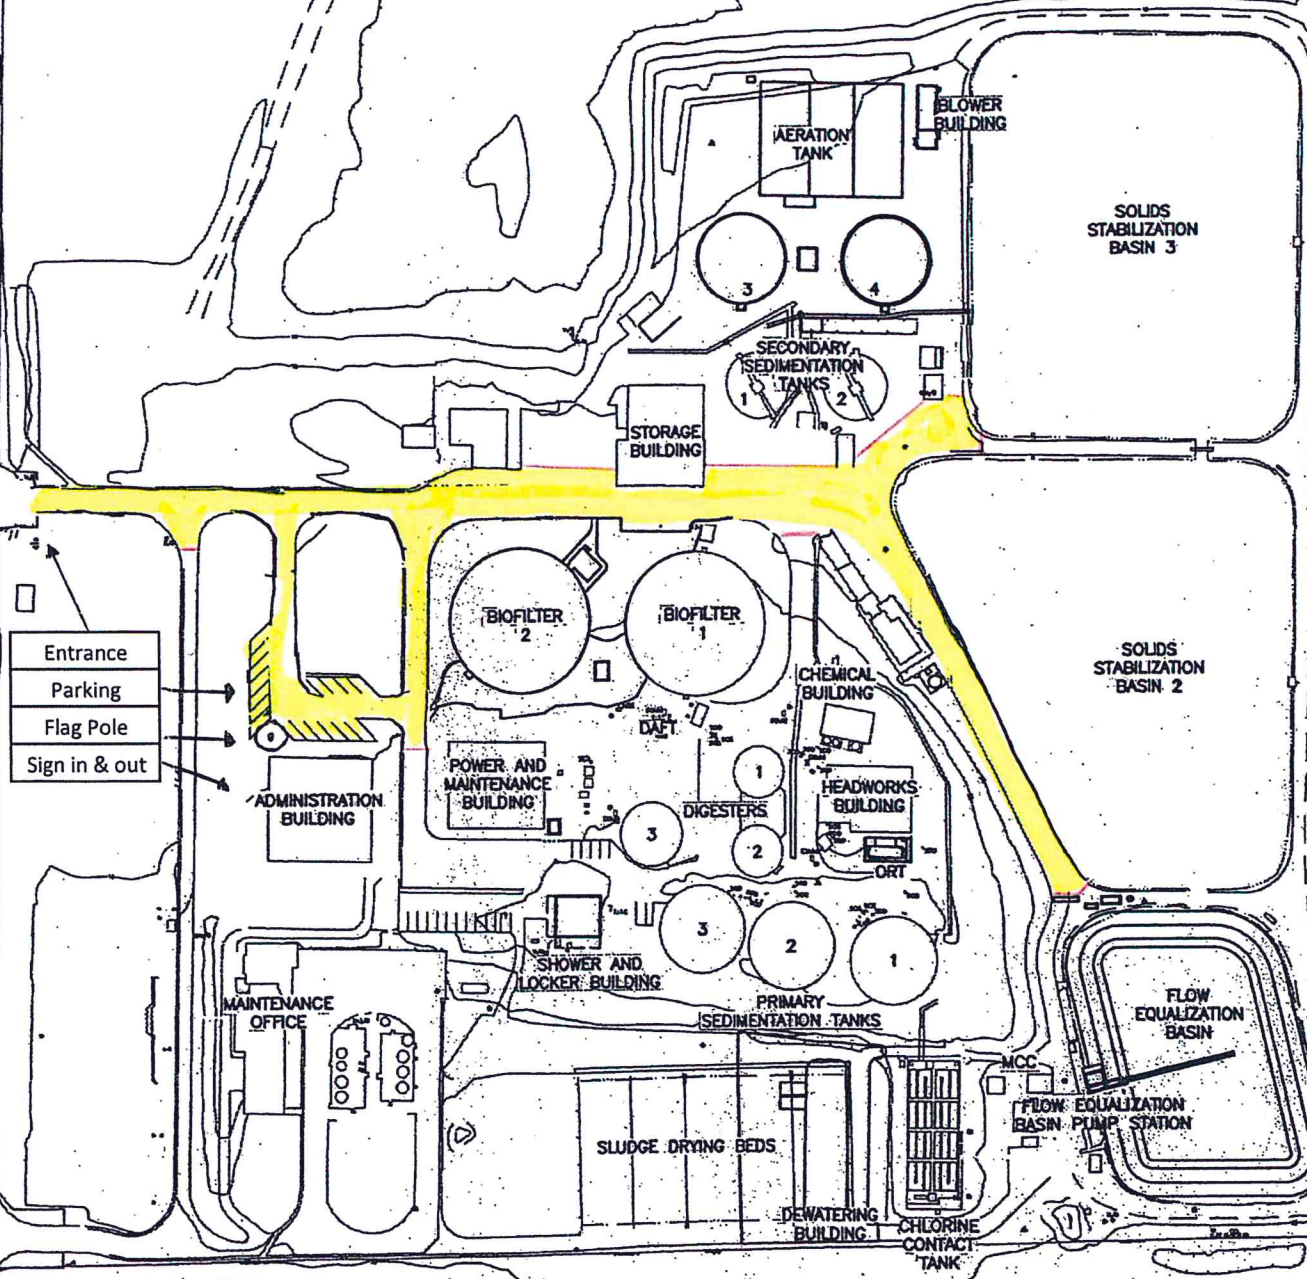 BLOWER
BUILDING
AERATION
TANK
SOLIDS
STABILIZATION
BASIN 3
3
4
SECONDARY
SEDIMENTATION
TANKS
1
2
STORAGE
BUILDING
BIOFILTER
2
BIOFILTER
1
Entrance
Parking
Flag Pole
Sign in & out
SOLIDS
STABILIZATION
BASIN 2
CHEMICAL
BUILDING
DAFT
POWER AND
MAINTENANCE
BUILDING
1
DIGESTERS
2
3
HEADWORKS
BUILDING
ORT
ADMINISTRATION
BUILDING
3
2
1
SHOWER AND
LOCKER BUILDING
PRIMARY
SEDIMENTATION TANKS
MAINTENANCE
OFFICE
FLOW
EQUALIZATION
BASIN
MCC
FLOW EQUALIZATION
BASIN PUMP STATION
SLUDGE DRYING BEDS
DEWATERING
BUILDING
CHLORINE
CONTACT
TANK